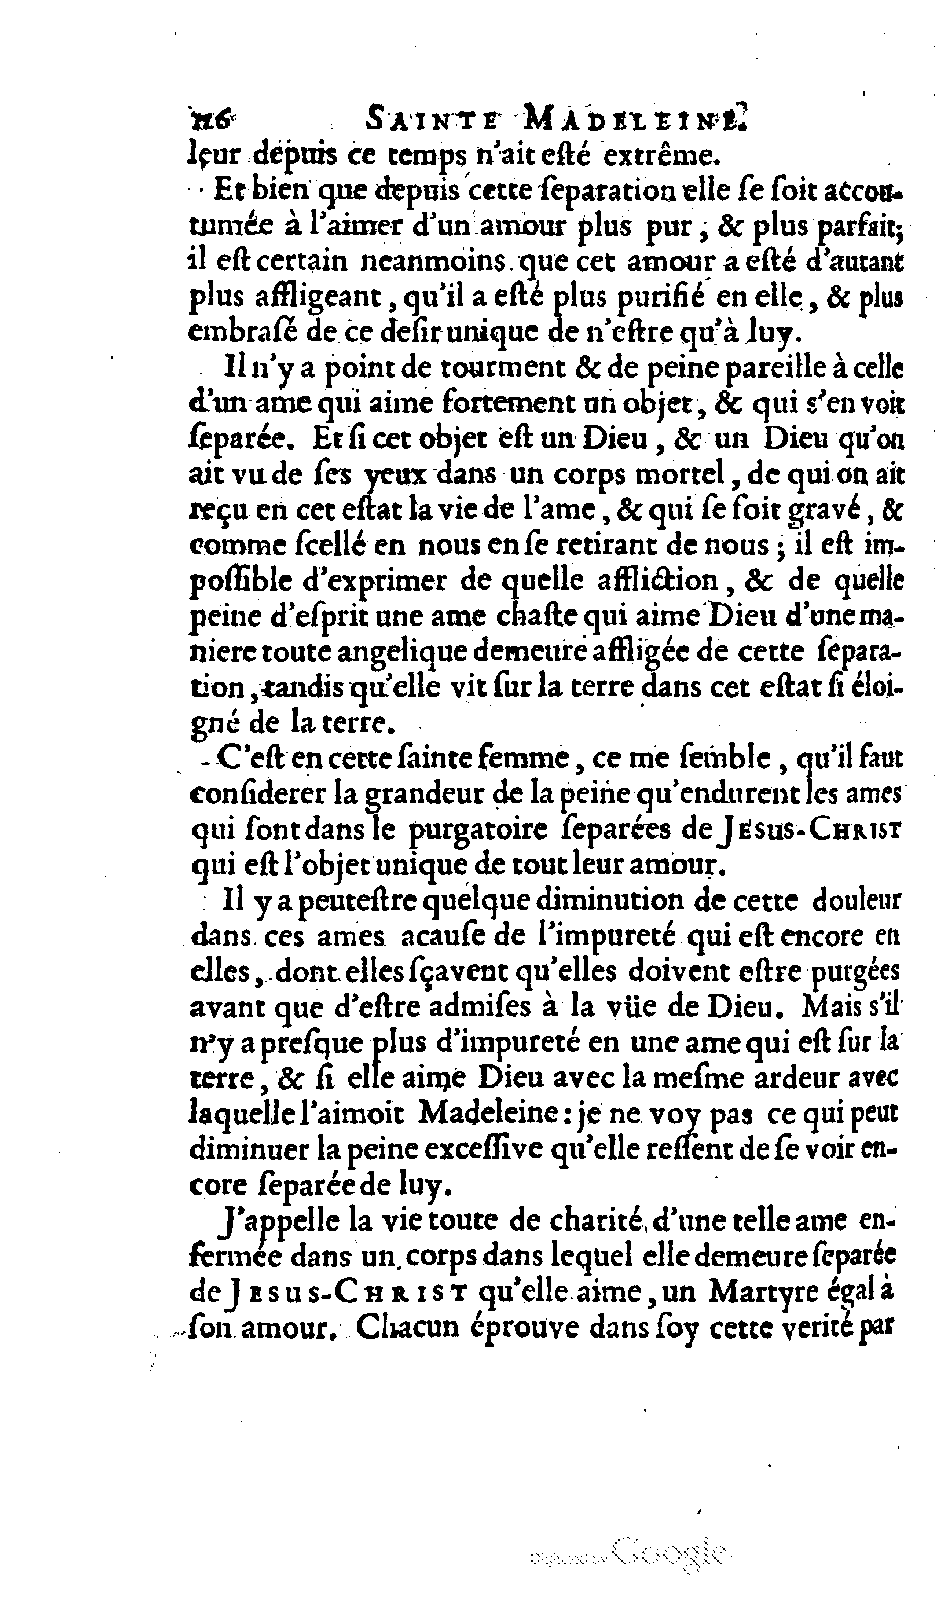 116 SAINTE MADELEINE.
leur depuis ce temps n'ait eſté extrême.
Et bien que depuis cette ſeparation elle ſe ſoit accou-
tumée à l'aimer d'un amour plus pur, & plus parfait;
il eſt certain neanmoins que cet amour a eſté d'autant
plus affligeant, qu'il a eſté plus purifié en elle, & plus
embraſé de ce deſir unique de n'eſtre qu'à luy.
Il n'y a point de tourment & de peine pareille à celle
d'un ame qui aime fortement un objet, & qui s'en voit
ſeparée. Et ſi cet objet eſt un Dieu, & un Dieu qu'on
ait vu de ſes yeux dans un corps mortel, de qui on ait
reçu en cet eſtat la vie de l'ame, & qui ſe ſoit gravé, &
comme ſcellé en nous en ſe retirant de nous; il eſt im-
poſſible d'exprimer de quelle affliction, & de quelle
peine d'eſprit une ame chaſte qui aime Dieu d'une ma-
niere toute angelique demeure affligée de cette ſepara-
tion, tandis qu'elle vit ſur la terre dans cet eſtat ſi éloi-
gné de la terre.
C'eſt en cette ſainte femme, ce me ſemble, qu'il faut
conſiderer la grandeur de la peine qu'endurent les ames
qui ſont dans le purgatoire ſeparées de JESUS-CHRIST
qui eſt l'objet unique de tout leur amour.
Il y a peuteſtre quelque diminution de cette douleur
dans ces ames acauſe de l'impureté qui eſt encore en
elles, dont elles ſçavent qu'elles doivent eſtre purgées
avant que d'eſtre admiſes à la vüe de Dieu. Mais s'il
n'y a preſque plus d'impureté en une ame qui eſt ſur la
terre, & ſi elle aime Dieu avec la meſme ardeur avec
laquelle l'aimoit Madeleine: je ne voy pas ce qui peut
diminuer la peine exceſſive qu'elle reſſent de ſe voir en-
core ſeparée de luy.
J'appelle la vie toute de charité d'une telle ame en-
fermée dans un corps dans lequel elle demeure ſeparée
de JESUS-CHRIST qu'elle aime, un Martyre égal à
ſon amour. Chacun éprouve dans ſoy cette verité par
Digitized by Google